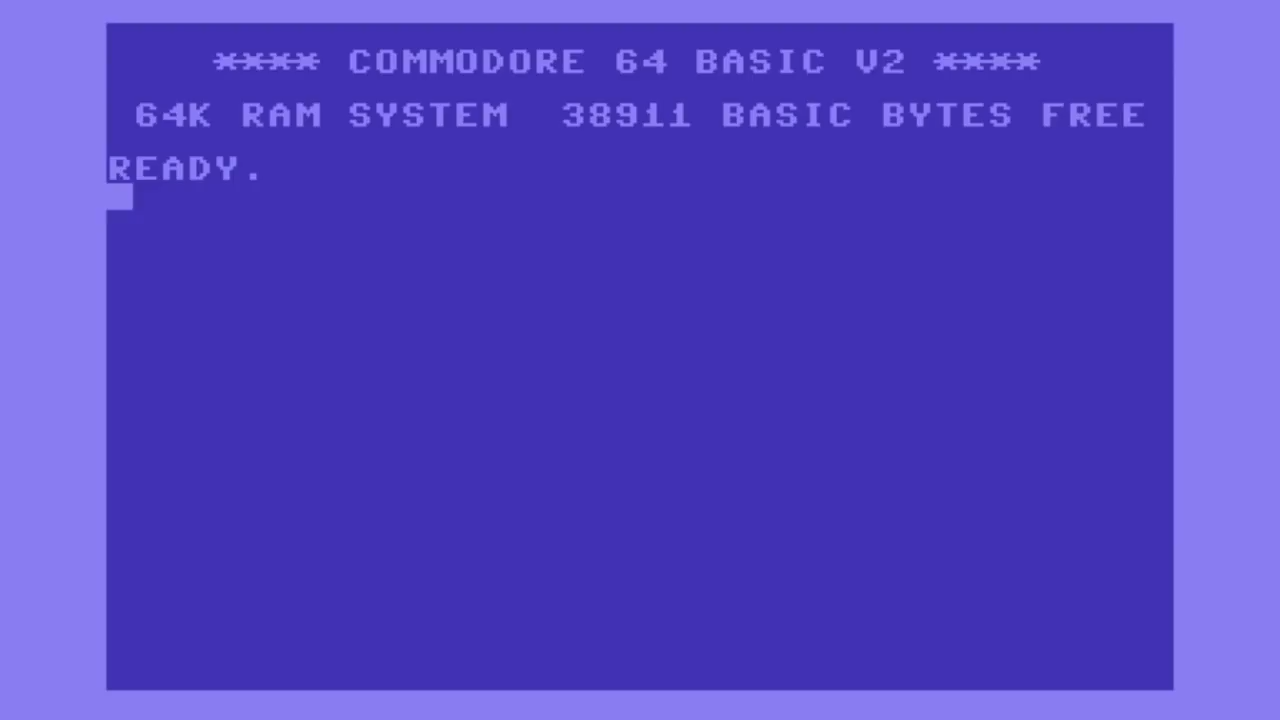 **** COMMODORE 64 BASIC V2 ****
64K RAM SYSTEM  38911 BASIC BYTES FREE
READY.